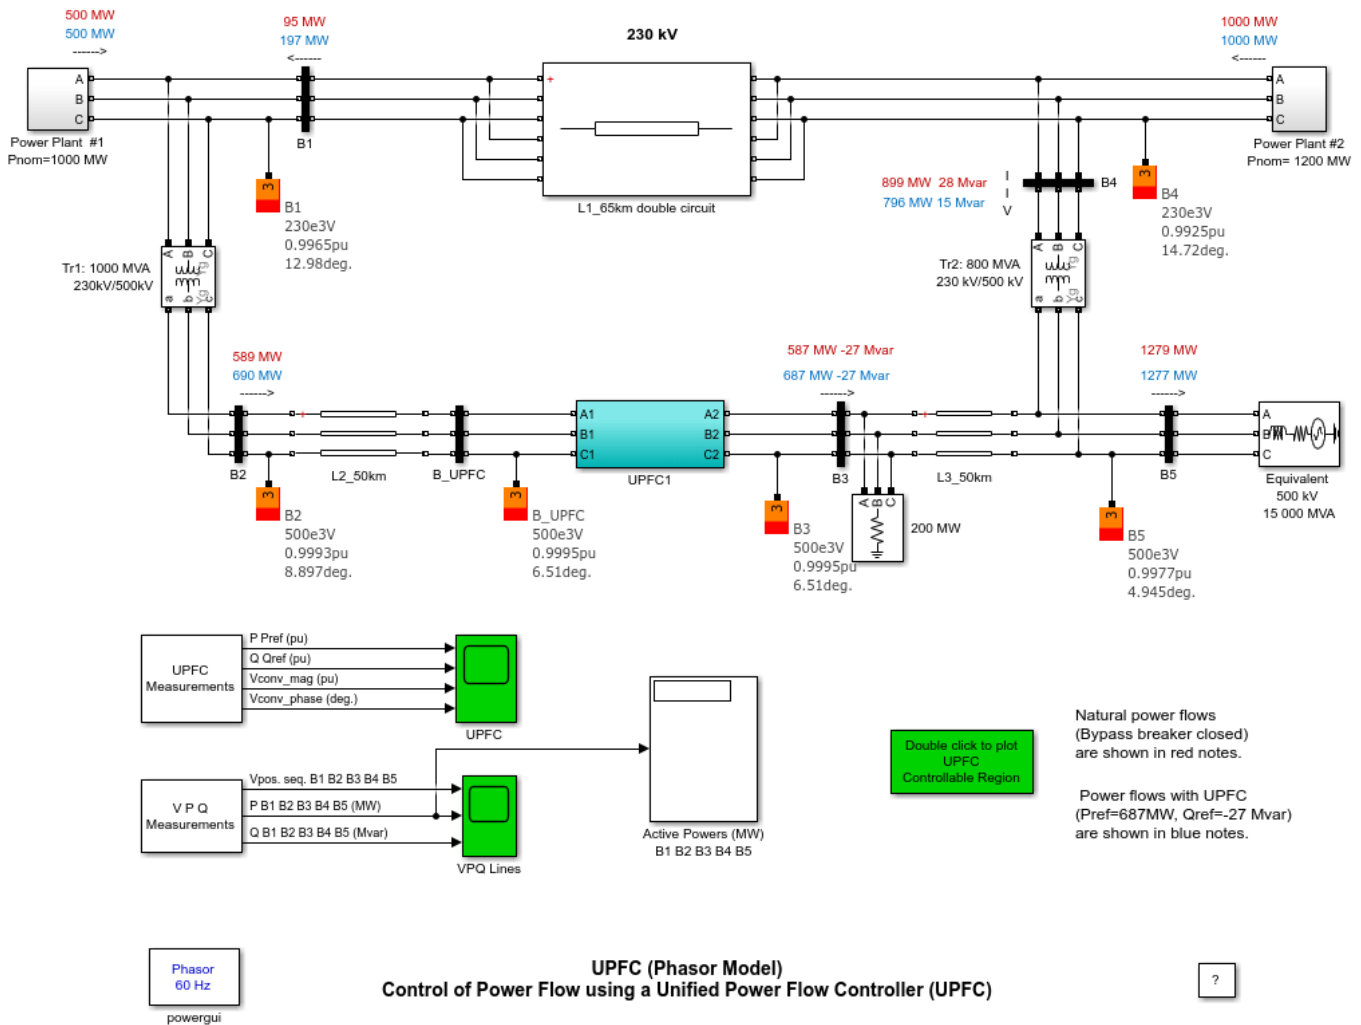 500 MW
500 MW
------>
95 MW
197 MW
<------
230 kV
1000 MW
1000 MW
<------
A
B
C
+
A
B
C
Power Plant #1
Pnom=1000 MW
B1
Power Plant #2
Pnom= 1200 MW
3
B1
230e3V
0.9965pu
12.98deg.
L1_65km double circuit
899 MW 28 Mvar
796 MW 15 Mvar
I
I
V
B4
3
B4
230e3V
0.9925pu
14.72deg.
A
B
C
Yg
a
b
c
Tr1: 1000 MVA
230kV/500kV
A
B
C
Yg
a
b
c
Tr2: 800 MVA
230 kV/500 kV
589 MW
690 MW
------>
587 MW -27 Mvar
687 MW -27 Mvar
------>
1279 MW
1277 MW
------>
+
A1
B1
C1
A2
B2
C2
+
A
B
C
B2
L2_50km
B_UPFC
UPFC1
B3
L3_50km
B5
Equivalent
500 kV
15 000 MVA
3
B2
500e3V
0.9993pu
8.897deg.
3
B_UPFC
500e3V
0.9995pu
6.51deg.
3
B3
500e3V
0.9995pu
6.51deg.
A
B
C
200 MW
3
B5
500e3V
0.9977pu
4.945deg.
UPFC
Measurements
P Pref (pu)
Q Qref (pu)
Vconv_mag (pu)
Vconv_phase (deg.)
UPFC
V P Q
Measurements
Vpos. seq. B1 B2 B3 B4 B5
P B1 B2 B3 B4 B5 (MW)
Q B1 B2 B3 B4 B5 (Mvar)
VPQ Lines
Active Powers (MW)
B1 B2 B3 B4 B5
Double click to plot
UPFC
Controllable Region
Natural power flows
(Bypass breaker closed)
are shown in red notes.
Power flows with UPFC
(Pref=687MW, Qref=-27 Mvar)
are shown in blue notes.
Phasor
60 Hz
powergui
UPFC (Phasor Model)
Control of Power Flow using a Unified Power Flow Controller (UPFC)
?